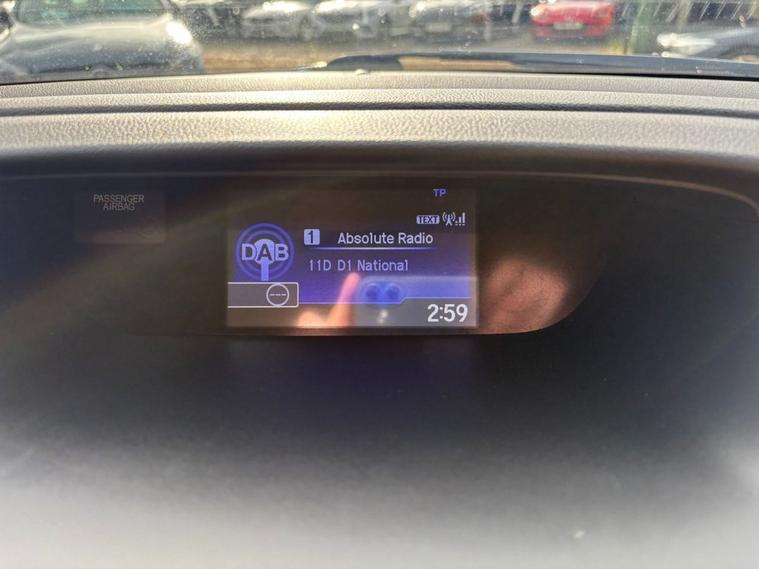 PASSENGER
AIRBAG
TP
TEXT
DAB
1 Absolute Radio
11D D1 National
---
2:59